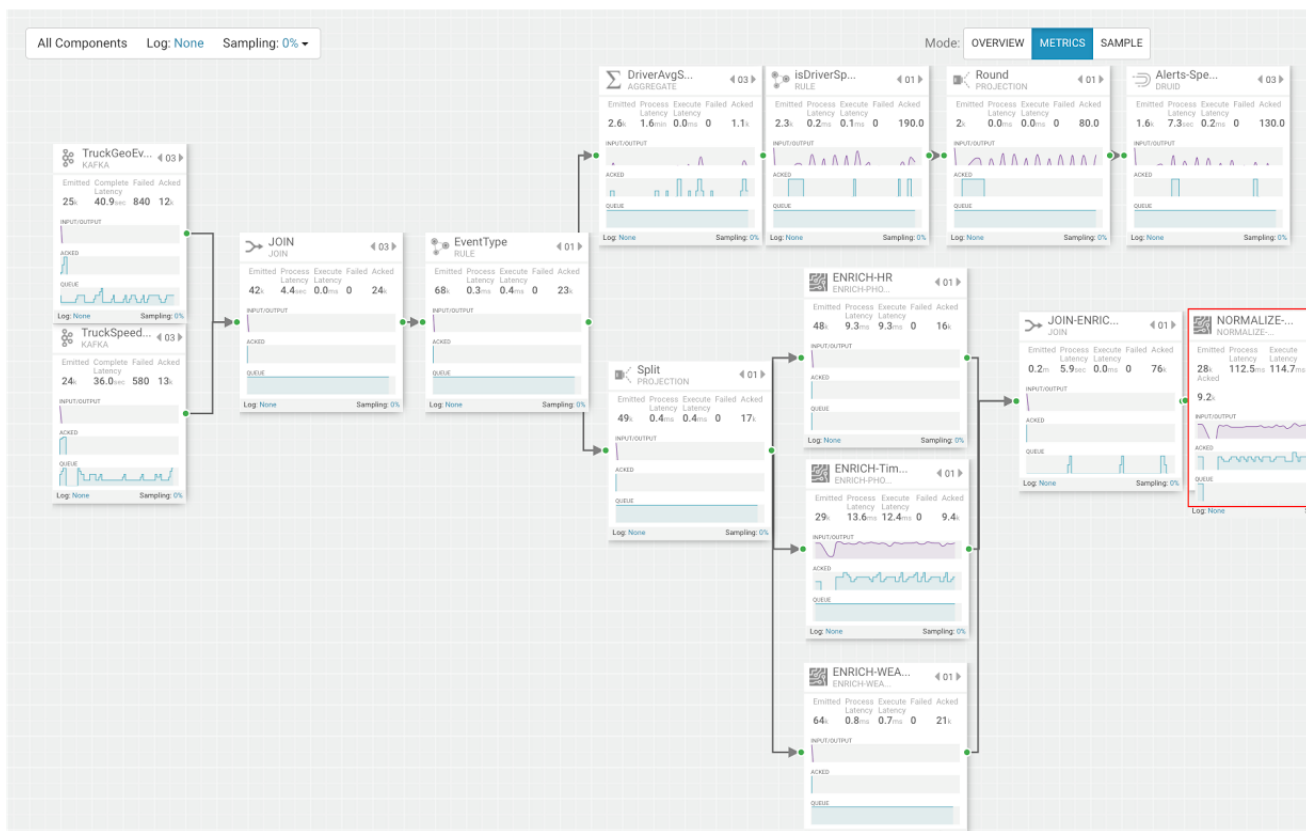 All Components Log: None Sampling: 0%
Mode: OVERVIEW METRICS SAMPLE
TruckGeoEv... 03
KAFKA
Emitted Complete Latency Failed Acked
25k 40.9sec 840 12k
INPUT/OUTPUT
ACKED
QUEUE
Log: None Sampling: 0%
TruckSpeed... 03
KAFKA
Emitted Complete Latency Failed Acked
24k 36.0sec 580 13k
INPUT/OUTPUT
ACKED
QUEUE
Log: None Sampling: 0%
JOIN 03
JOIN
Emitted Process Latency Execute Latency Failed Acked
42k 4.4sec 0.0ms 0 24k
INPUT/OUTPUT
ACKED
QUEUE
Log: None Sampling: 0%
EventType 01
RULE
Emitted Process Latency Execute Latency Failed Acked
68k 0.3ms 0.4ms 0 23k
INPUT/OUTPUT
ACKED
QUEUE
Log: None Sampling: 0%
DriverAvgS... 03
AGGREGATE
Emitted Process Latency Execute Latency Failed Acked
2.6k 1.6min 0.0ms 0 1.1k
INPUT/OUTPUT
ACKED
QUEUE
Log: None Sampling: 0%
isDriverSp... 01
RULE
Emitted Process Latency Execute Latency Failed Acked
2.3k 0.2ms 0.1ms 0 190.0
INPUT/OUTPUT
ACKED
QUEUE
Log: None Sampling: 0%
Round 01
PROJECTION
Emitted Process Latency Execute Latency Failed Acked
2k 0.0ms 0.0ms 0 80.0
INPUT/OUTPUT
ACKED
QUEUE
Log: None Sampling: 0%
Alerts-Spe... 03
DRUID
Emitted Process Latency Execute Latency Failed Acked
1.6k 7.3sec 0.2ms 0 130.0
INPUT/OUTPUT
ACKED
QUEUE
Log: None Sampling: 0%
Split 01
PROJECTION
Emitted Process Latency Execute Latency Failed Acked
49k 0.4ms 0.4ms 0 17k
INPUT/OUTPUT
ACKED
QUEUE
Log: None Sampling: 0%
ENRICH-HR 01
ENRICH-PHO...
Emitted Process Latency Execute Latency Failed Acked
48k 9.3ms 9.3ms 0 16k
INPUT/OUTPUT
ACKED
QUEUE
Log: None Sampling: 0%
ENRICH-Tim... 01
ENRICH-PHO...
Emitted Process Latency Execute Latency Failed Acked
29k 13.6ms 12.4ms 0 9.4k
INPUT/OUTPUT
ACKED
QUEUE
Log: None Sampling: 0%
ENRICH-WEA... 01
ENRICH-WEA...
Emitted Process Latency Execute Latency Failed Acked
64k 0.8ms 0.7ms 0 21k
INPUT/OUTPUT
ACKED
QUEUE
JOIN-ENRIC... 01
JOIN
Emitted Process Latency Execute Latency Failed Acked
0.2m 5.9sec 0.0ms 0 76k
INPUT/OUTPUT
ACKED
QUEUE
Log: None Sampling: 0%
NORMALIZE-...
NORMALIZE-...
Emitted Process Latency Execute Latency
28k 112.5ms 114.7ms
Acked
9.2k
INPUT/OUTPUT
ACKED
QUEUE
Log: None